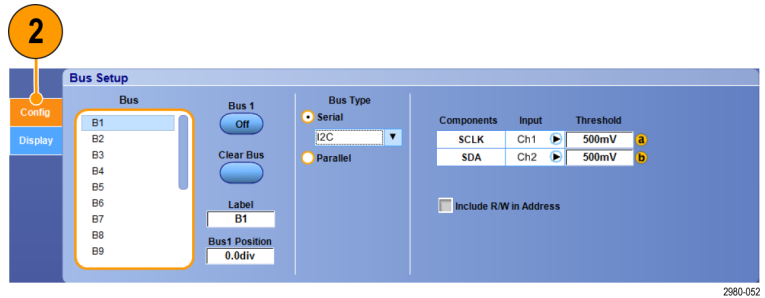 2
Bus Setup
Config
Display
Bus
B1
B2
B3
B4
B5
B6
B7
B8
B9
Bus 1
Off
Clear Bus
Label
B1
Bus1 Position
0.0div
Bus Type
Serial
I2C
Parallel
Components Input Threshold
SCLK Ch1 500mV a
SDA Ch2 500mV b
Include R/W in Address
2980-052